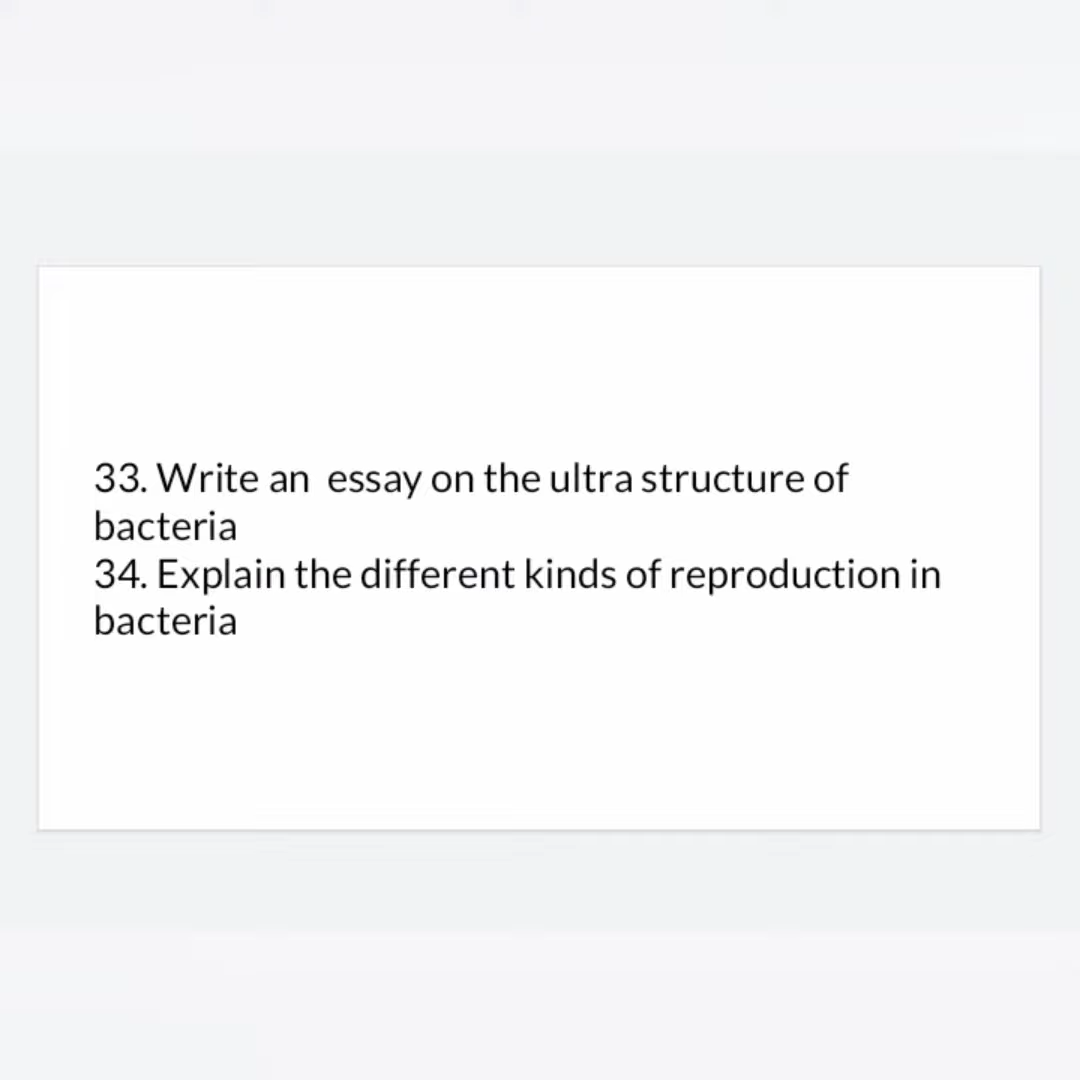 33. Write an  essay on the ultra structure of
bacteria
34. Explain the different kinds of reproduction in
bacteria